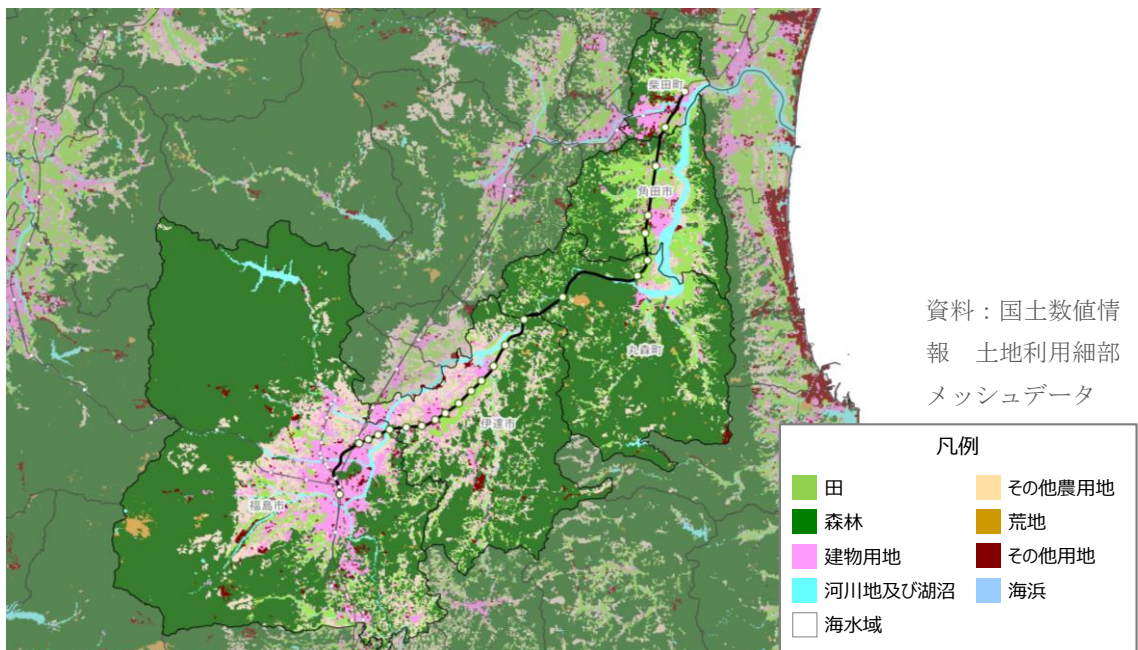 柴田町
角田市
丸森町
伊達市
福島市
資料：国土数値情
報　土地利用細部
メッシュデータ
凡例
田
その他農用地
森林
荒地
建物用地
その他用地
河川地及び湖沼
海浜
海水域